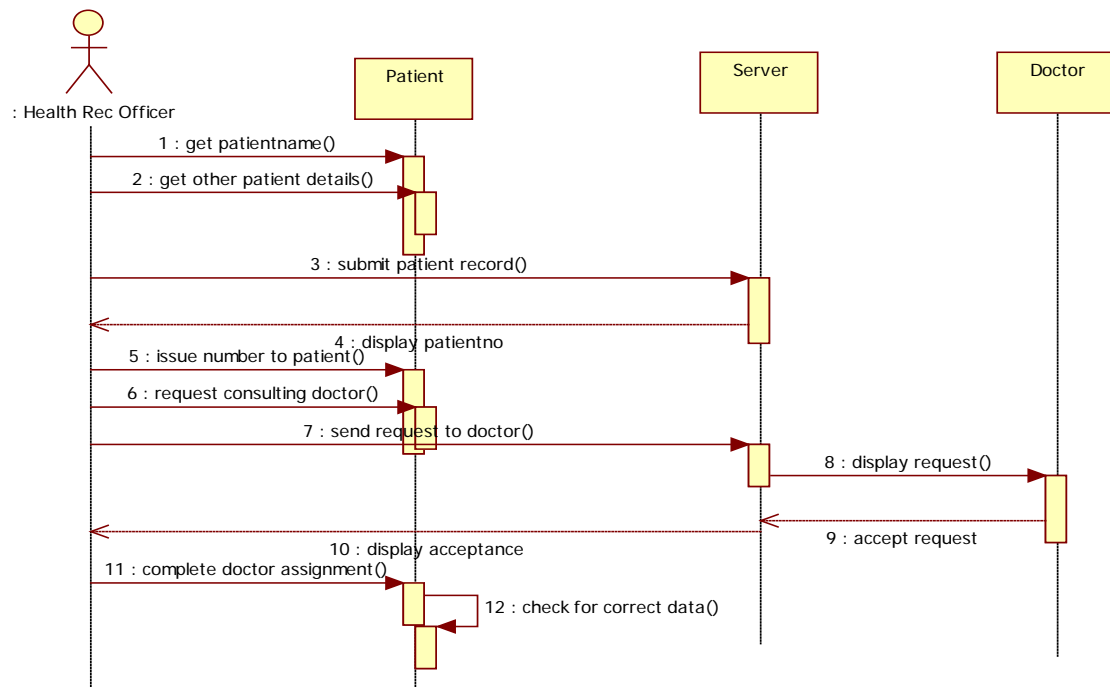 Patient
Server
Doctor
: Health Rec Officer
1 : get patientname()
2 : get other patient details()
3 : submit patient record()
4 : display patientno
5 : issue number to patient()
6 : request consulting doctor()
7 : send request to doctor()
8 : display request()
9 : accept request
10 : display acceptance
11 : complete doctor assignment()
12 : check for correct data()